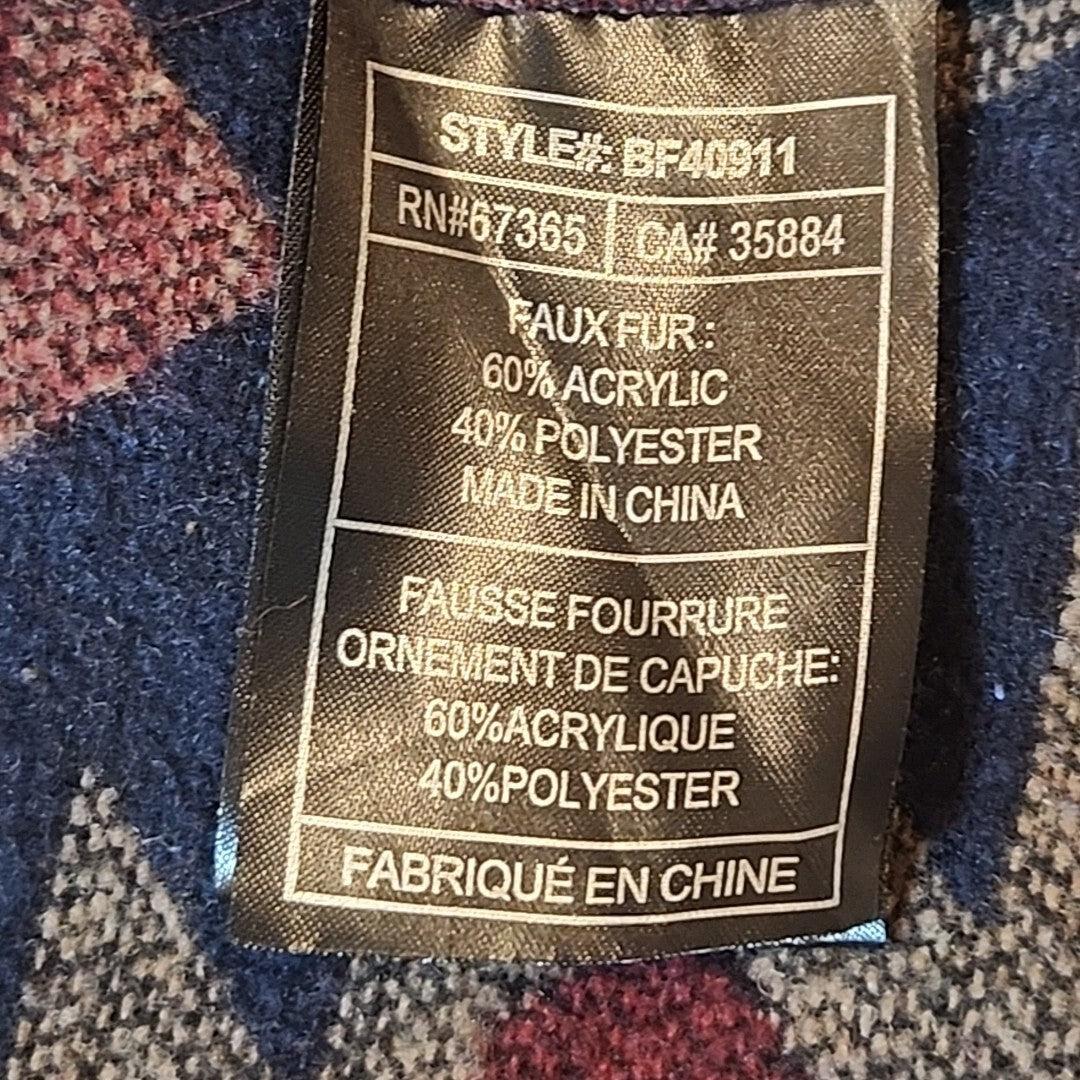 STYLE#: BF40911
RN#67365 CA# 35884
FAUX FUR :
60% ACRYLIC
40% POLYESTER
MADE IN CHINA
FAUSSE FOURRURE
ORNEMENT DE CAPUCHE:
60%ACRYLIQUE
40%POLYESTER
FABRIQUÉ EN CHINE